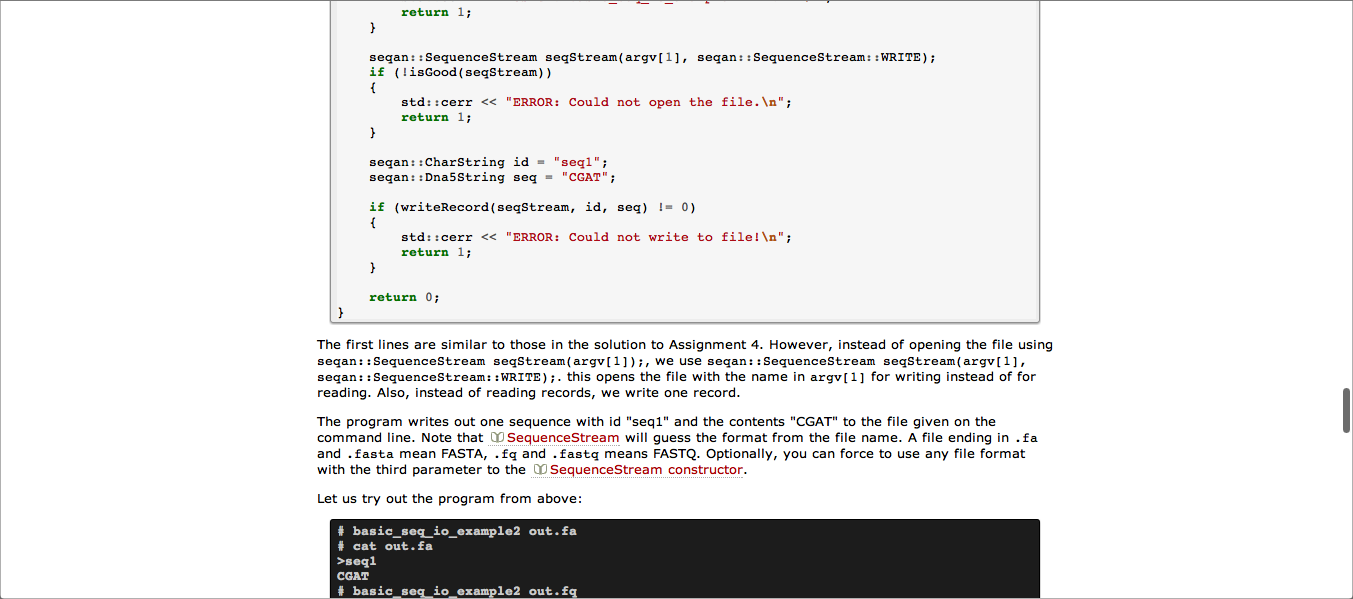 return 1;
}
seqan::SequenceStream seqStream(argv[1], seqan::SequenceStream::WRITE);
if (!isGood(seqStream))
{
std::cerr << "ERROR: Could not open the file.\n";
return 1;
}
seqan::CharString id = "seq1";
seqan::Dna5String seq = "CGAT";
if (writeRecord(seqStream, id, seq) != 0)
{
std::cerr << "ERROR: Could not write to file!\n";
return 1;
}
return 0;
}
The first lines are similar to those in the solution to Assignment 4. However, instead of opening the file using
seqan::SequenceStream seqStream(argv[1]);, we use seqan::SequenceStream seqStream(argv[1],
seqan::SequenceStream::WRITE);. this opens the file with the name in argv[1] for writing instead of for
reading. Also, instead of reading records, we write one record.
The program writes out one sequence with id "seq1" and the contents "CGAT" to the file given on the
command line. Note that SequenceStream will guess the format from the file name. A file ending in .fa
and .fasta mean FASTA, .fq and .fastq means FASTQ. Optionally, you can force to use any file format
with the third parameter to the SequenceStream constructor.
Let us try out the program from above:
# basic_seq_io_example2 out.fa
# cat out.fa
>seq1
CGAT
# basic_seq_io_example2 out.fq